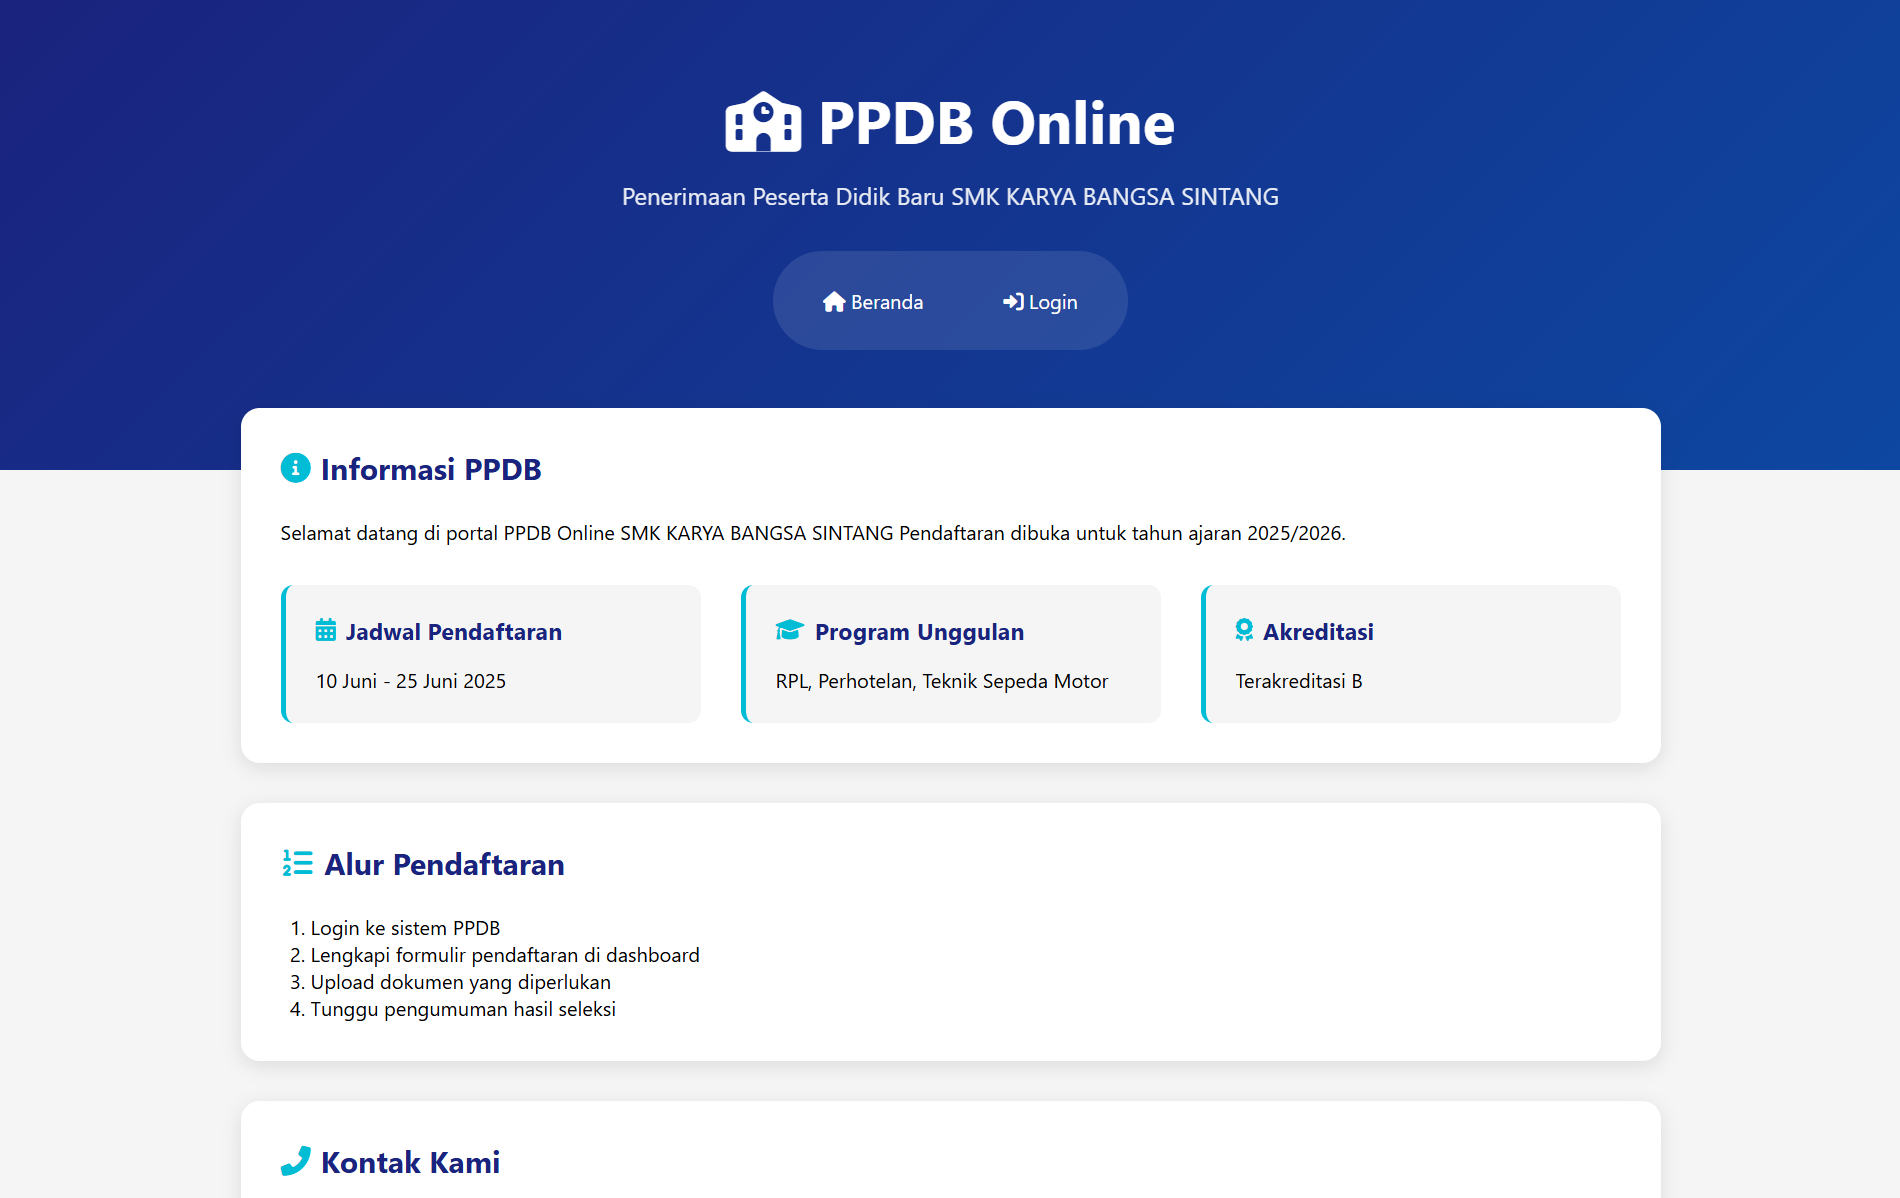 PPDB Online
Penerimaan Peserta Didik Baru SMK KARYA BANGSA SINTANG
Beranda
Login
Informasi PPDB
Selamat datang di portal PPDB Online SMK KARYA BANGSA SINTANG Pendaftaran dibuka untuk tahun ajaran 2025/2026.
Jadwal Pendaftaran
10 Juni - 25 Juni 2025
Program Unggulan
RPL, Perhotelan, Teknik Sepeda Motor
Akreditasi
Terakreditasi B
Alur Pendaftaran
1. Login ke sistem PPDB
2. Lengkapi formulir pendaftaran di dashboard
3. Upload dokumen yang diperlukan
4. Tunggu pengumuman hasil seleksi
Kontak Kami